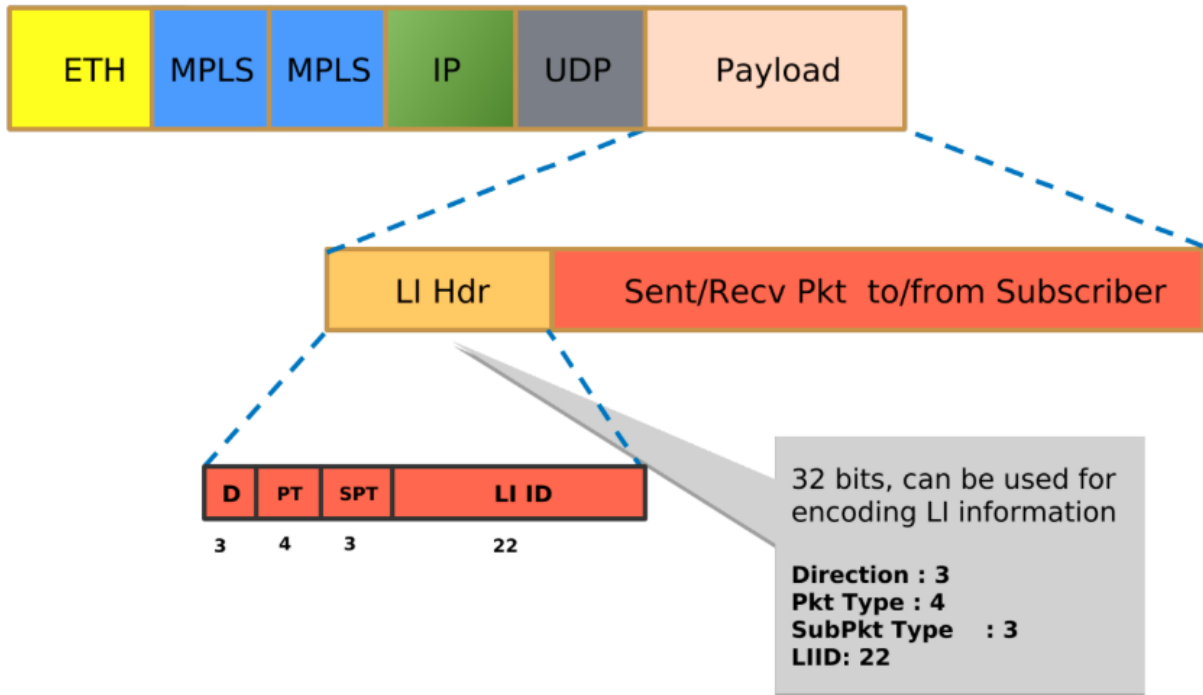 ETH MPLS MPLS IP UDP Payload
LI Hdr Sent/Recv Pkt to/from Subscriber
D PT SPT LI ID
3 4 3 22
32 bits, can be used for
encoding LI information
Direction : 3
Pkt Type : 4
SubPkt Type : 3
LIID: 22